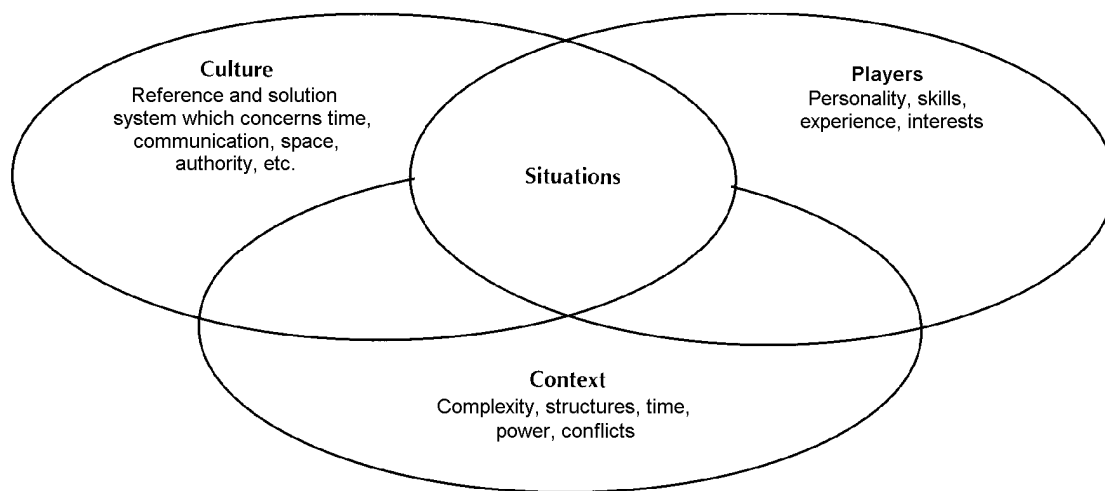 Culture
Reference and solution
system which concerns time,
communication, space,
authority, etc.
Players
Personality, skills,
experience, interests
Situations
Context
Complexity, structures, time,
power, conflicts